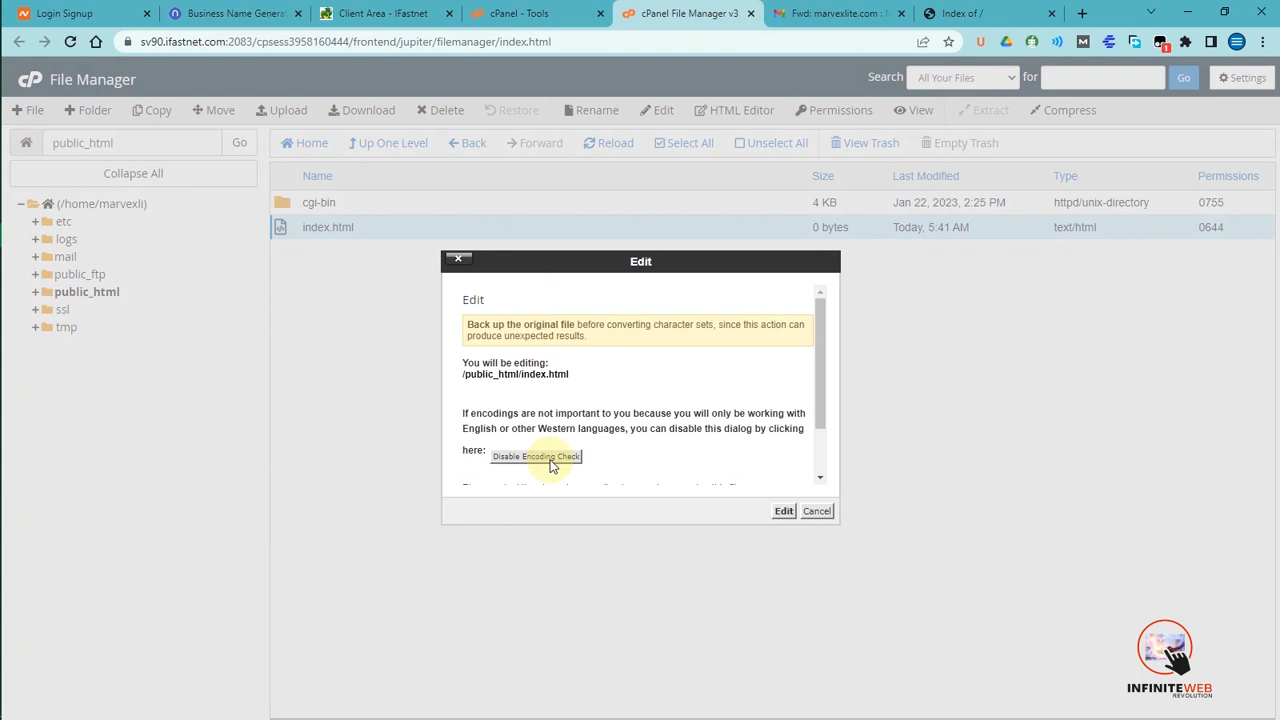 Login Signup
Business Name Genera
Client Area - IFastnet
cPanel - Tools
cPanel File Manager v3
Fwd: marvexlite.com : N
Index of /
sv90.ifastnet.com:2083/cpsess3958160444/frontend/jupiter/filemanager/index.html
cP File Manager
Search All Your Files for Go Settings
File Folder Copy Move Upload Download Delete Restore Rename Edit HTML Editor Permissions View Extract Compress
public_html Go
Home Up One Level Back Forward Reload Select All Unselect All View Trash Empty Trash
Collapse All
Name Size Last Modified Type Permissions
cgi-bin 4 KB Jan 22, 2023, 2:25 PM httpd/unix-directory 0755
index.html 0 bytes Today, 5:41 AM text/html 0644
(/home/marvexli)
etc
logs
mail
public_ftp
public_html
ssl
tmp
Edit
Edit
Back up the original file before converting character sets, since this action can
produce unexpected results.
You will be editing:
/public_html/index.html
If encodings are not important to you because you will only be working with
English or other Western languages, you can disable this dialog by clicking
here: Disable Encoding Check
Edit Cancel
INFINITEWEB
REVOLUTION